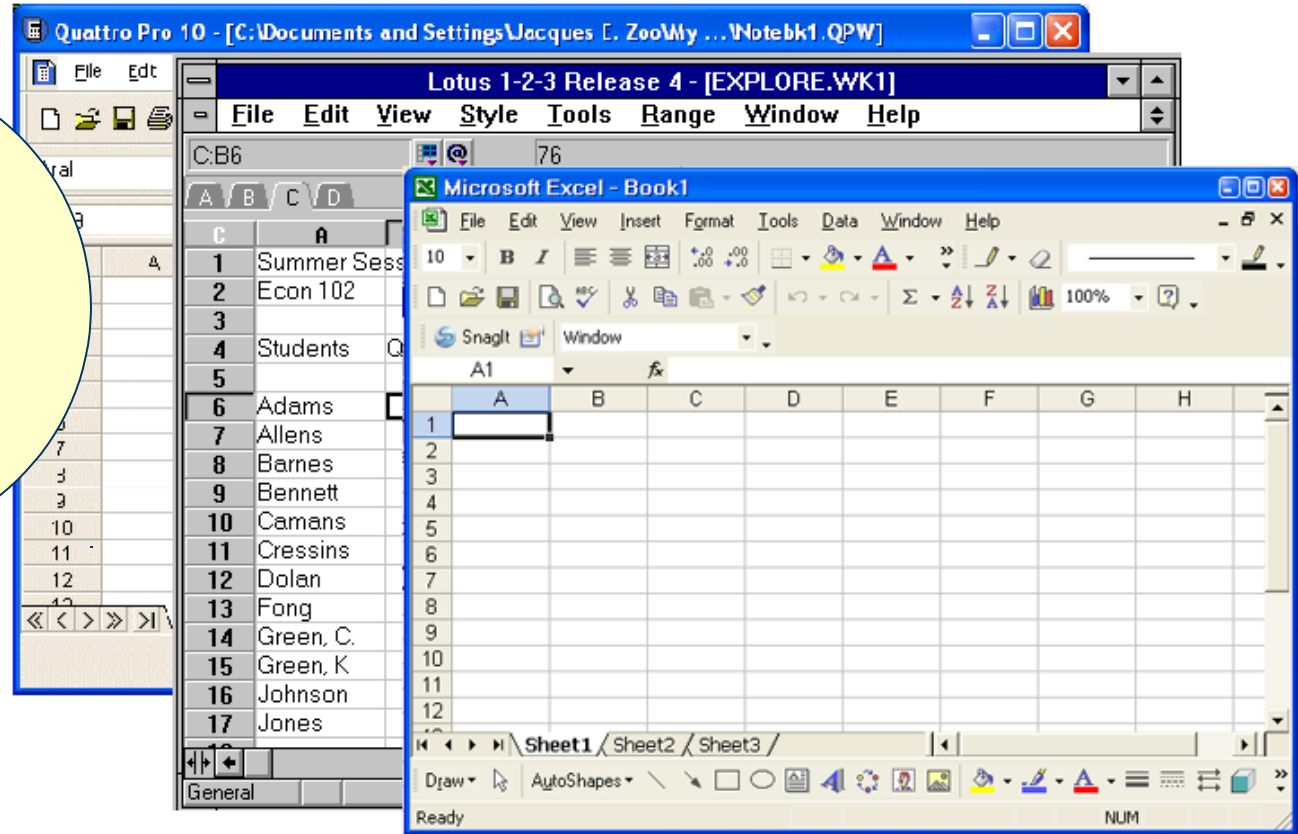 Quattro Pro 10 - [C:\Documents and Settings\Jacques E. Zoo\My ...\Notebk1.QPW]
File Edt
A
7
10
11
12
Lotus 1-2-3 Release 4 - [EXPLORE.WK1]
File Edit View Style Tools Range Window Help
C:B6 @ 76
A B C D
C A
1 Summer Sess
2 Econ 102
3
4 Students Q
5
6 Adams
7 Allens
8 Barnes
9 Bennett
10 Camans
11 Cressins
12 Dolan
13 Fong
14 Green, C.
15 Green, K
16 Johnson
17 Jones
General
Microsoft Excel - Book1
File Edit View Insert Format Tools Data Window Help
10 B I A
Σ 100%
SnagIt Window
A1 fx
A B C D E F G H
1
2
3
4
5
6
7
8
9
10
11
12
Sheet1 / Sheet2 / Sheet3 /
Draw AutoShapes A
Ready NUM